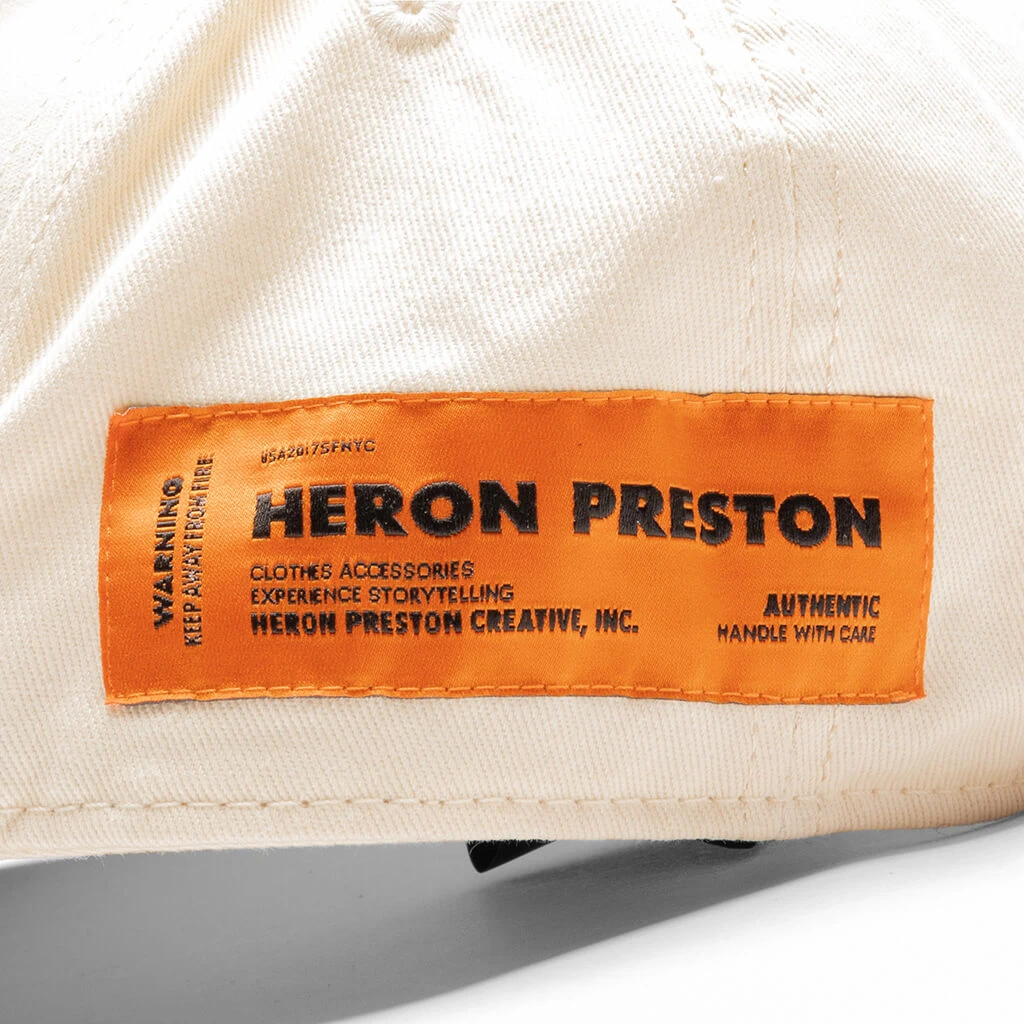 WARNING
KEEP AWAY FROM FIRE
USA2017SFNYC
HERON PRESTON
CLOTHES ACCESSORIES
EXPERIENCE STORYTELLING
HERON PRESTON CREATIVE, INC.
AUTHENTIC
HANDLE WITH CARE